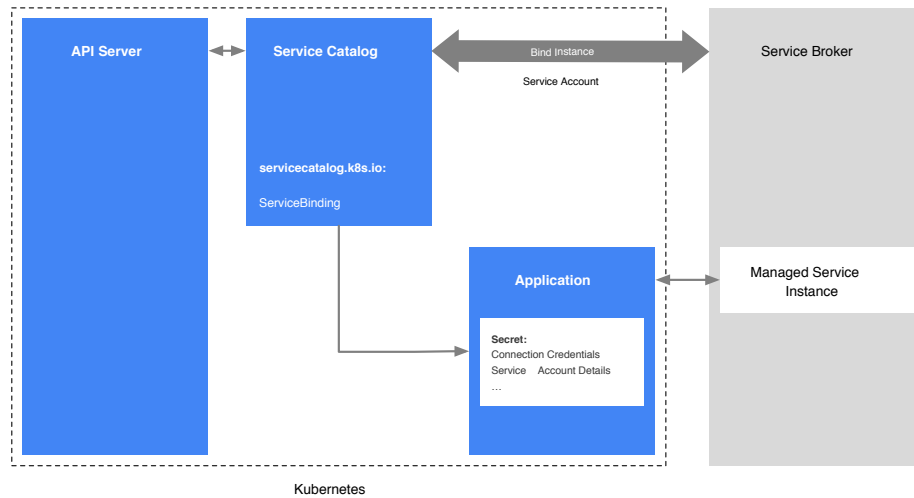 API Server
Service Catalog
Bind Instance
Service Account
Service Broker
servicecatalog.k8s.io:
ServiceBinding
Application
Managed Service
Instance
Secret:
Connection Credentials
Service Account Details
…
Kubernetes